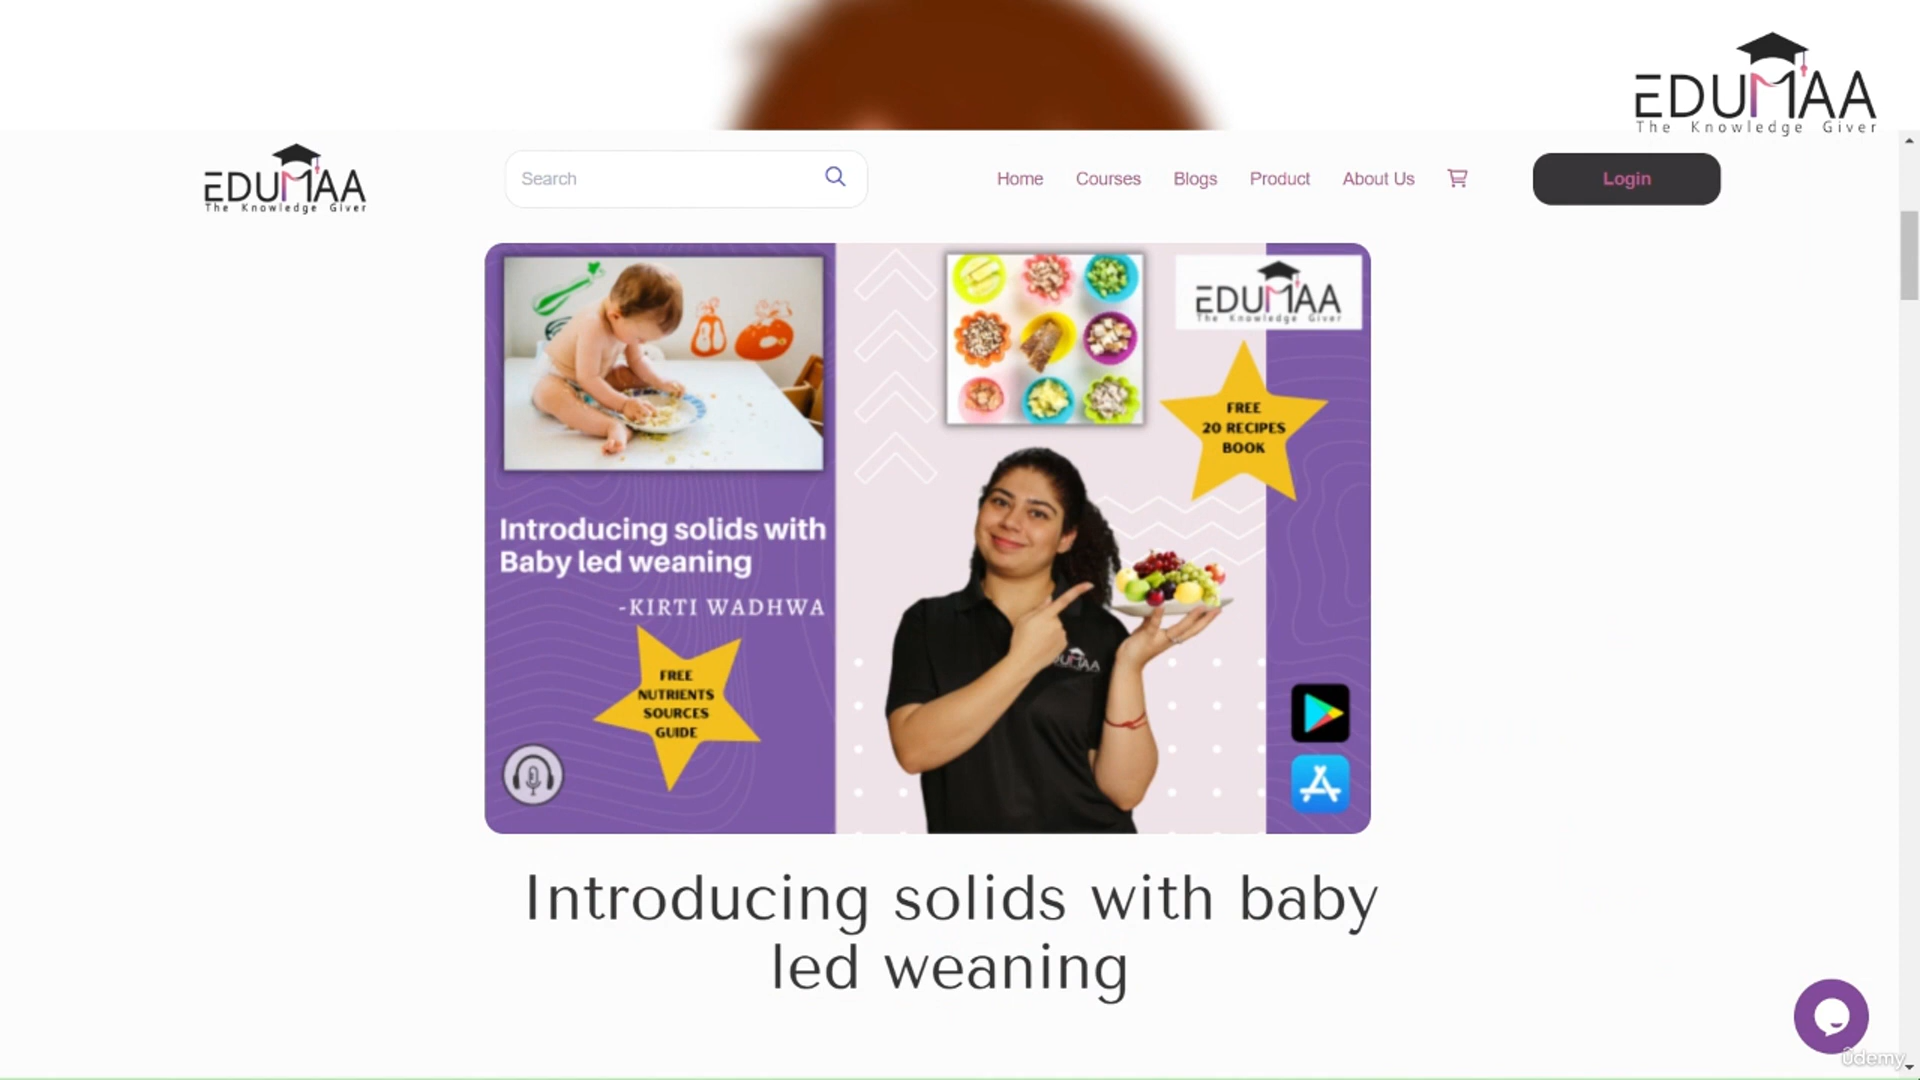 EDUMAA
The Knowledge Giver
EDUMAA
The Knowledge Giver
Search
Home
Courses
Blogs
Product
About Us
Login
EDUMAA
The Knowledge Giver
FREE
20 RECIPES
BOOK
Introducing solids with
Baby led weaning
-KIRTI WADHWA
FREE
NUTRIENTS
SOURCES
GUIDE
Introducing solids with baby
led weaning
ûdemy